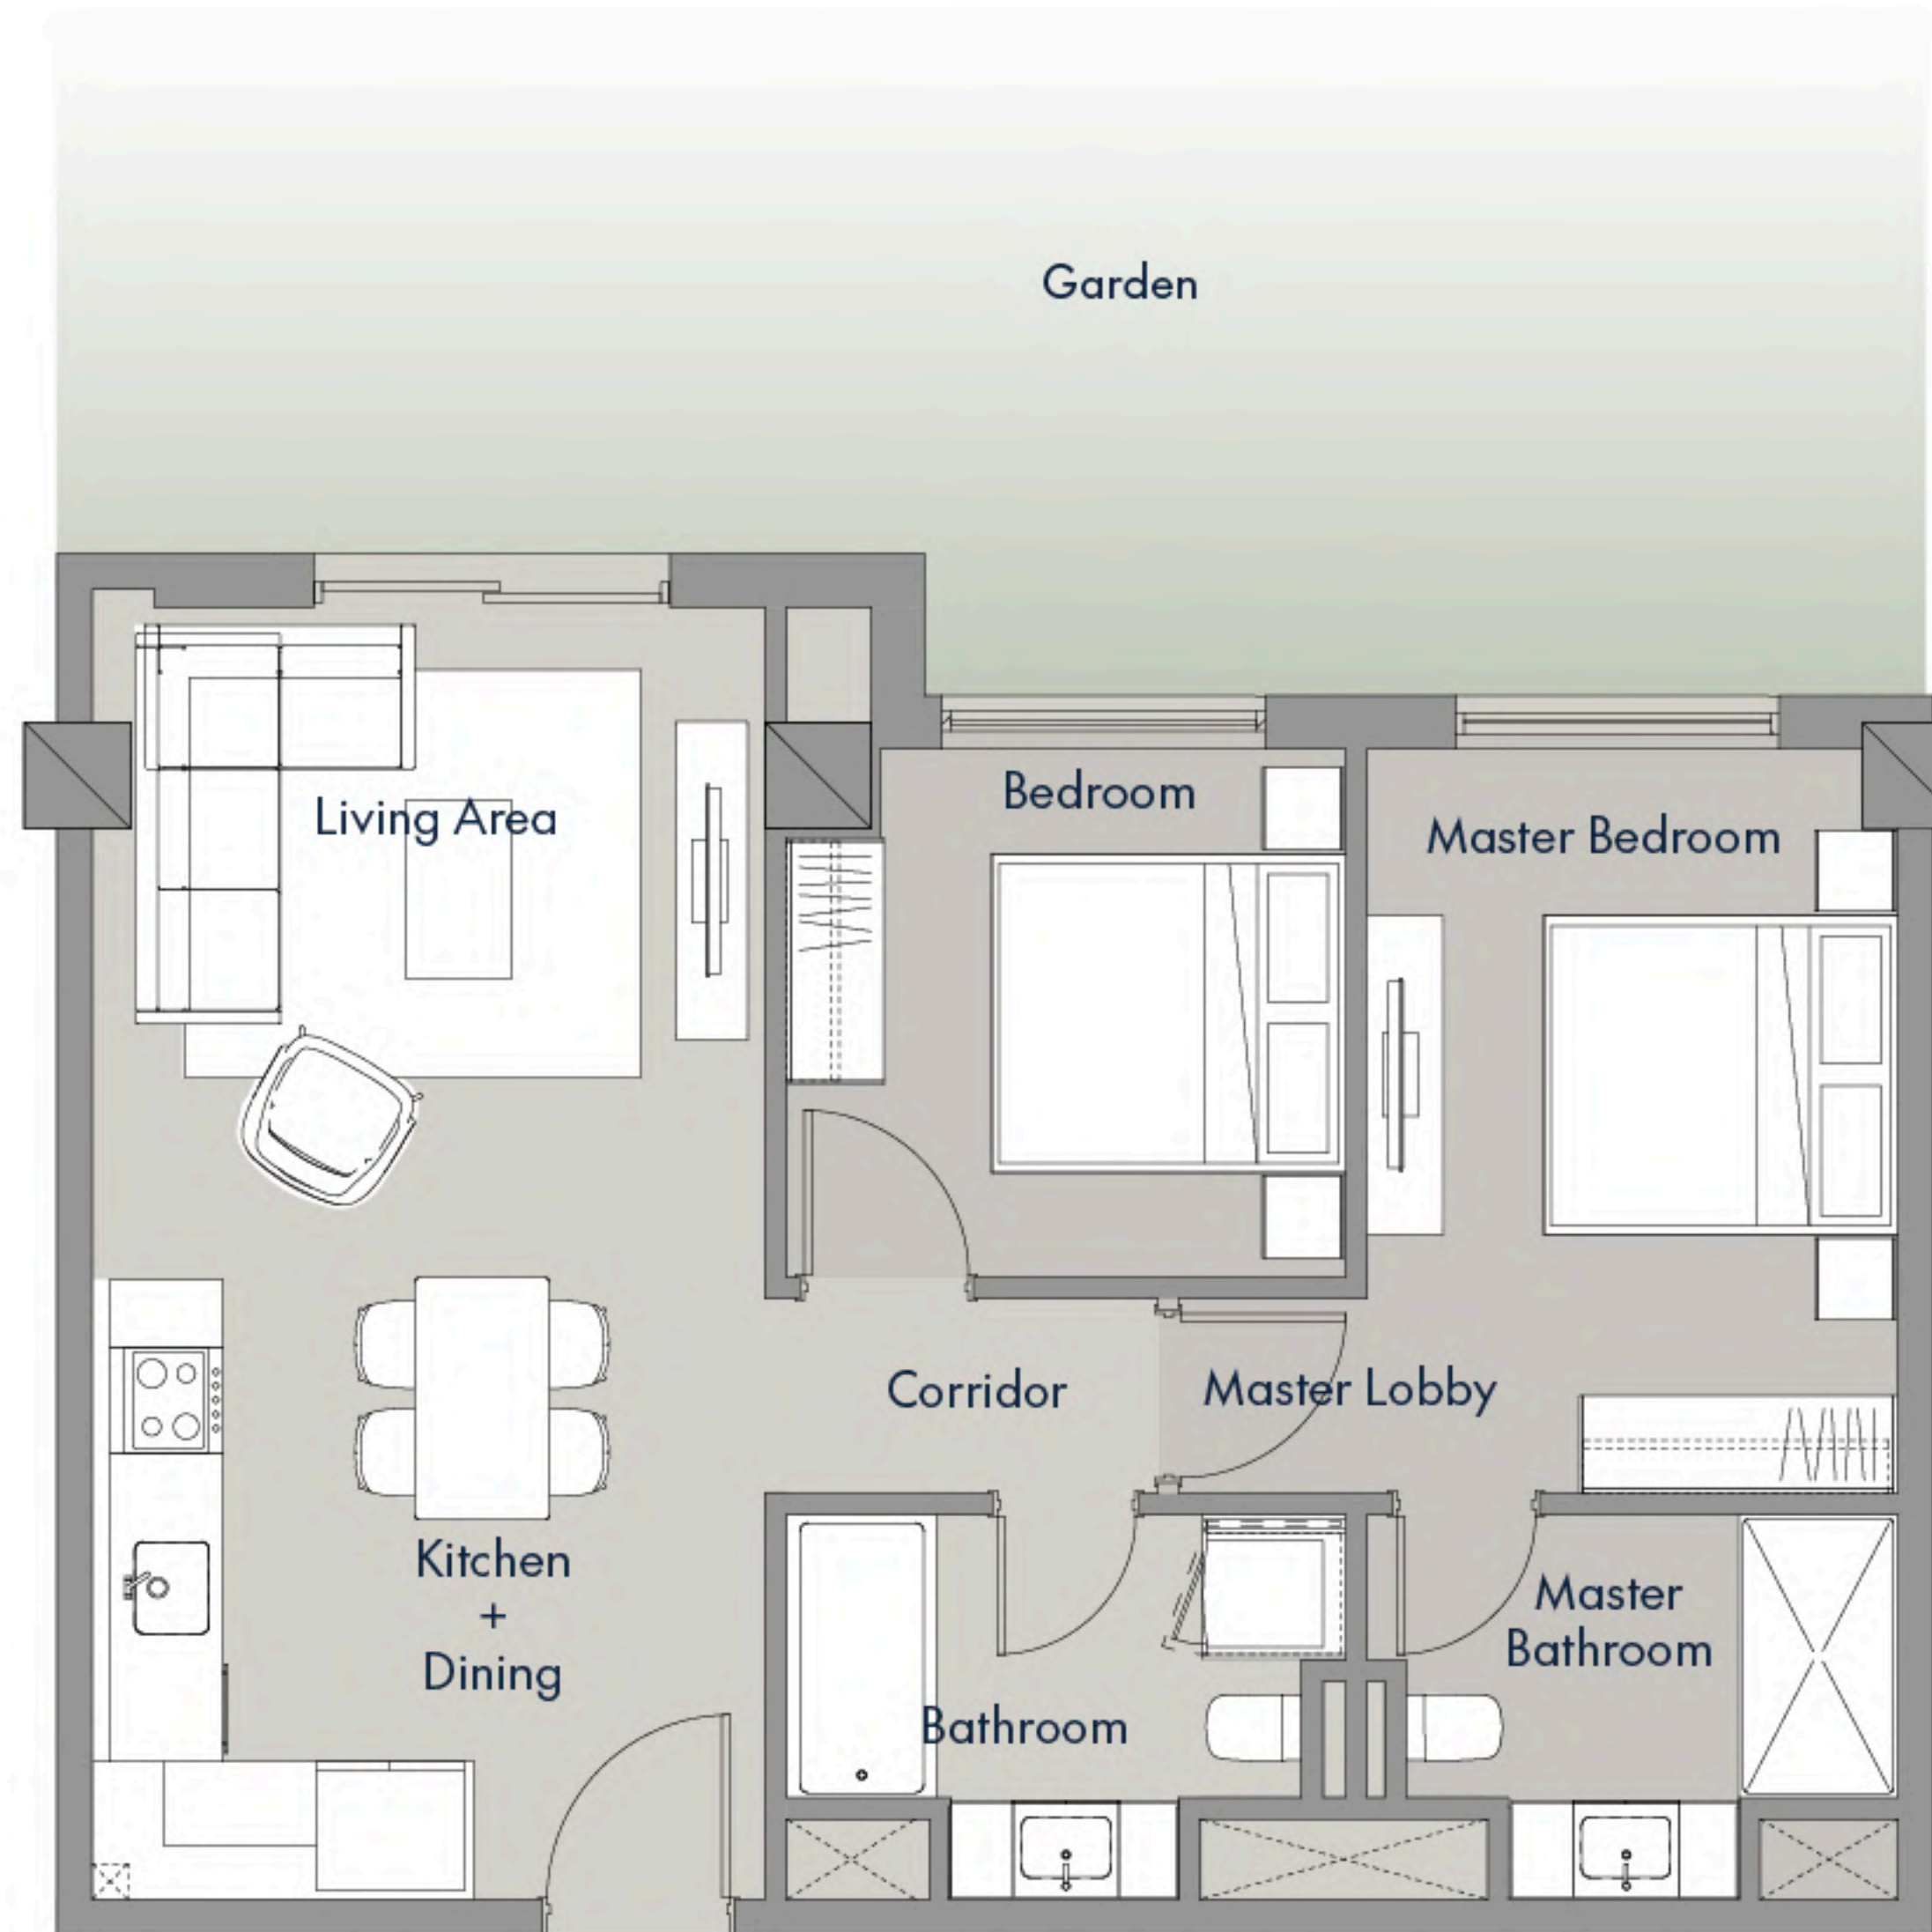 Garden
Bedroom
Living Area
Master Bedroom
Corridor
Master Lobby
Kitchen
+
Dining
Master
Bathroom
Bathroom